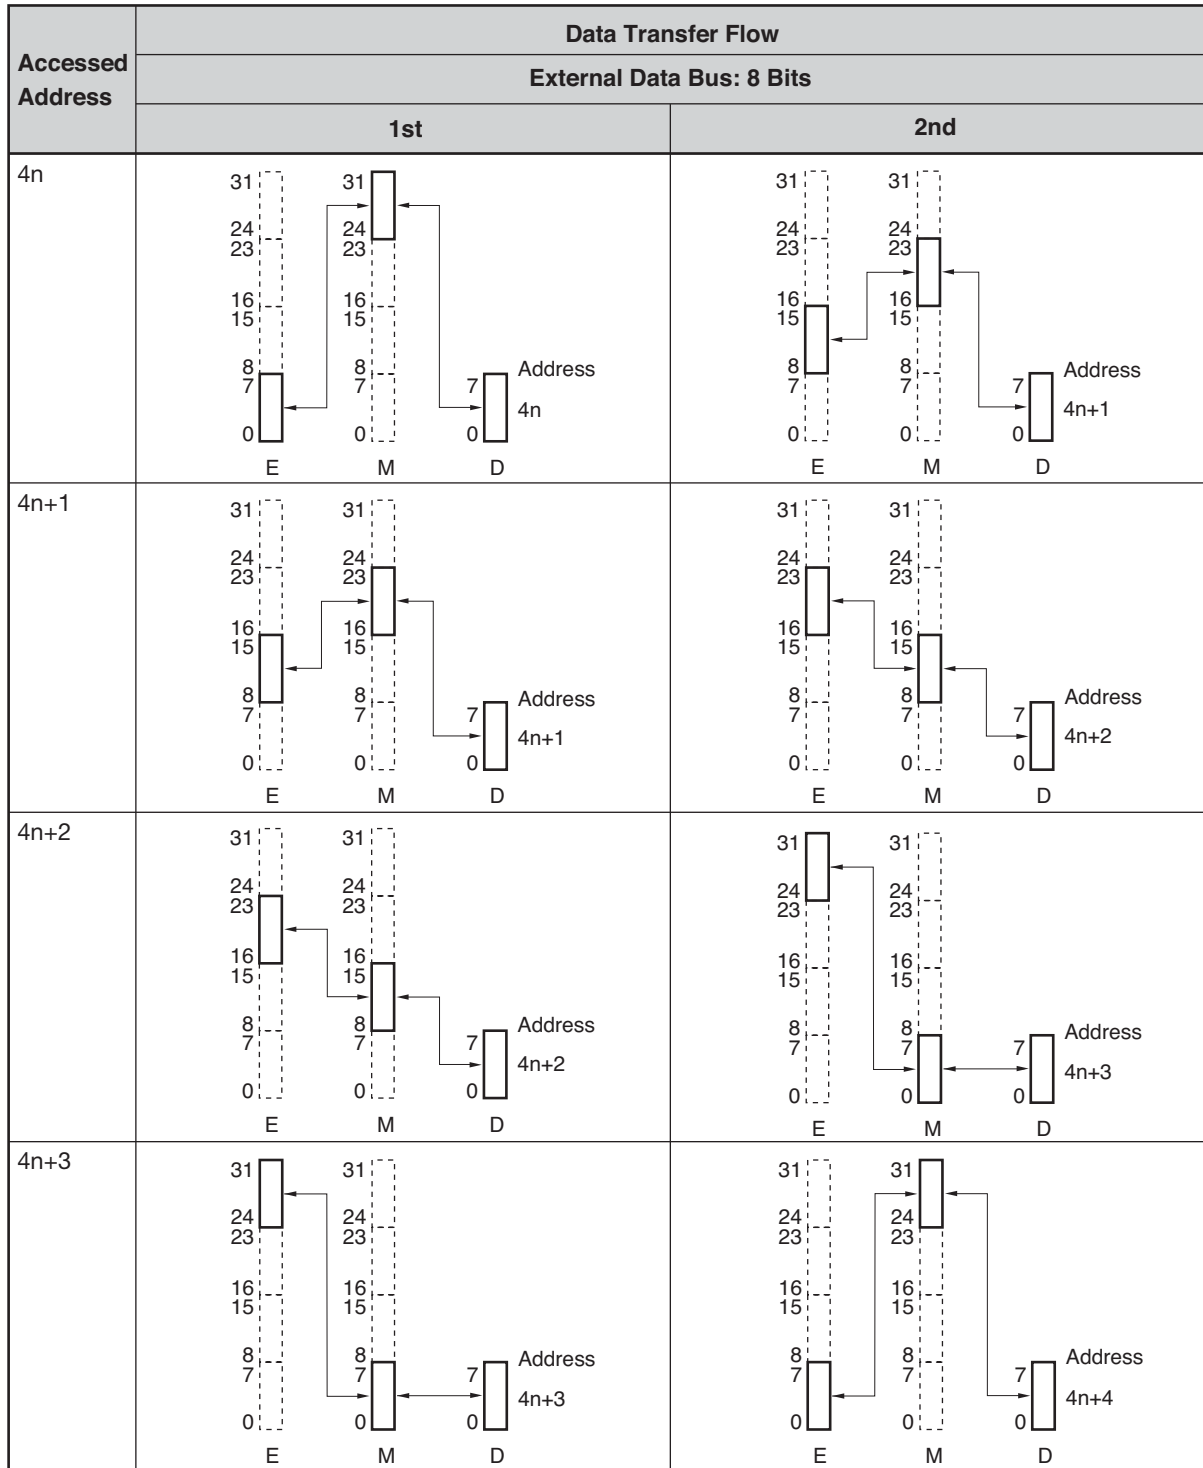 Accessed
Address
Data Transfer Flow
External Data Bus: 8 Bits
1st
2nd
4n
31
31
24
24
23
23
16
16
15
15
8
8
Address
7
7
7
4n
0
0
0
E
M
D
31
31
24
24
23
23
16
16
15
15
8
8
Address
7
7
7
4n+1
0
0
0
E
M
D
4n+1
31
31
24
24
23
23
16
16
15
15
8
8
Address
7
7
7
4n+1
0
0
0
E
M
D
31
31
24
24
23
23
16
16
15
15
8
8
Address
7
7
7
4n+2
0
0
0
E
M
D
4n+2
31
31
24
24
23
23
16
16
15
15
8
8
Address
7
7
7
4n+2
0
0
0
E
M
D
31
31
24
24
23
23
16
16
15
15
8
8
Address
7
7
7
4n+3
0
0
0
E
M
D
4n+3
31
31
24
24
23
23
16
16
15
15
8
8
Address
7
7
7
4n+3
0
0
0
E
M
D
31
31
24
24
23
23
16
16
15
15
8
8
Address
7
7
7
4n+4
0
0
0
E
M
D